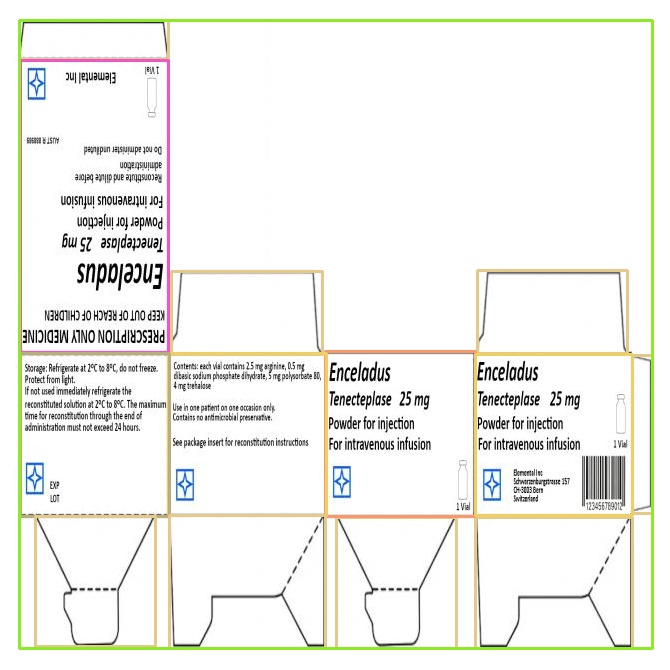 PRESCRIPTION ONLY MEDICINE
KEEP OUT OF REACH OF CHILDREN
Enceladus
Tenecteplase 25 mg
Powder for injection
For intravenous infusion
Reconstitute and dilute before
administration
Do not administer undiluted
AUST R 888989
Elemental Inc
1 Vial
Storage: Refrigerate at 2°C to 8°C, do not freeze.
Protect from light.
If not used immediately refrigerate the
reconstituted solution at 2°C to 8°C. The maximum
time for reconstitution through the end of
administration must not exceed 24 hours.
EXP
LOT
Contents: each vial contains 2.5 mg arginine, 0.5 mg
dibasic sodium phosphate dihydrate, 5 mg polysorbate 80,
4 mg trehalose
Use in one patient on one occasion only.
Contains no antimicrobial preservative.
See package insert for reconstitution instructions
Enceladus
Tenecteplase 25 mg
Powder for injection
For intravenous infusion
1 Vial
Enceladus
Tenecteplase 25 mg
Powder for injection
For intravenous infusion
1 Vial
Elemental Inc
Schwarzenburgstrasse 157
CH-3003 Bern
Switzerland
123456789012